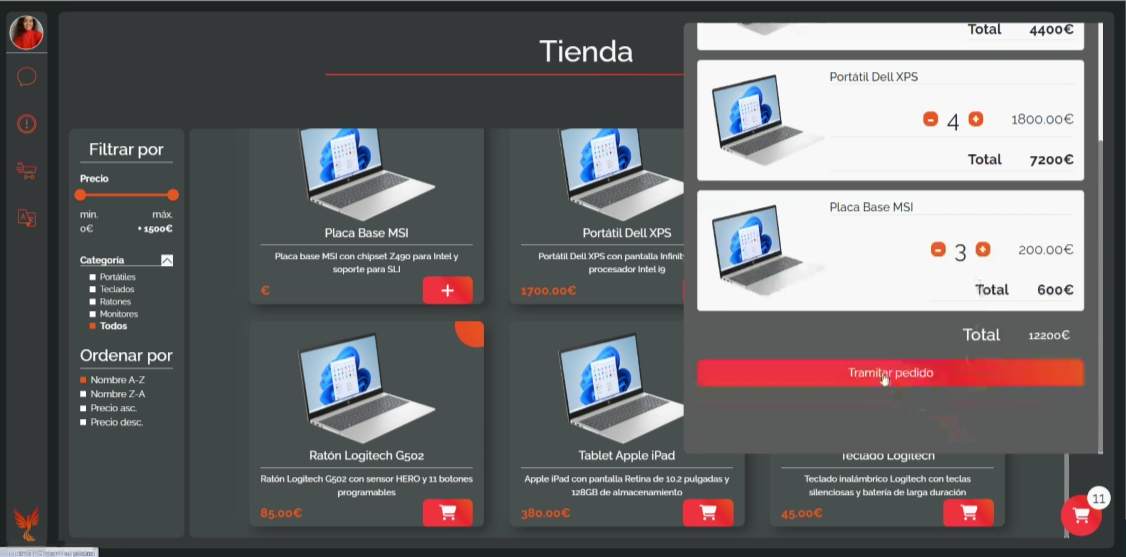 Tienda
Filtrar por
Precio
min. máx.
0€ +1500€
Categoría
Portátiles
Teclados
Ratones
Monitores
Todos
Ordenar por
Nombre A-Z
Nombre Z-A
Precio asc.
Precio desc.
Placa Base MSI
Placa base MSI con chipset Z490 para Intel y
soporte para SLI
€
+
Portátil Dell XPS
Portátil Dell XPS con pantalla Infinit
procesador Intel i9
1700.00€
Ratón Logitech G502
Ratón Logitech G502 con sensor HERO y 11 botones
programables
85.00€
Tablet Apple iPad
Apple iPad con pantalla Retina de 10.2 pulgadas y
128GB de almacenamiento
380.00€
Teclado Logitech
Teclado inalámbrico Logitech con teclas
silenciosas y batería de larga duración
45.00€
Total 4400€
Portátil Dell XPS
- 4 + 1800.00€
Total 7200€
Placa Base MSI
- 3 + 200.00€
Total 600€
Total 12200€
Tramitar pedido
11